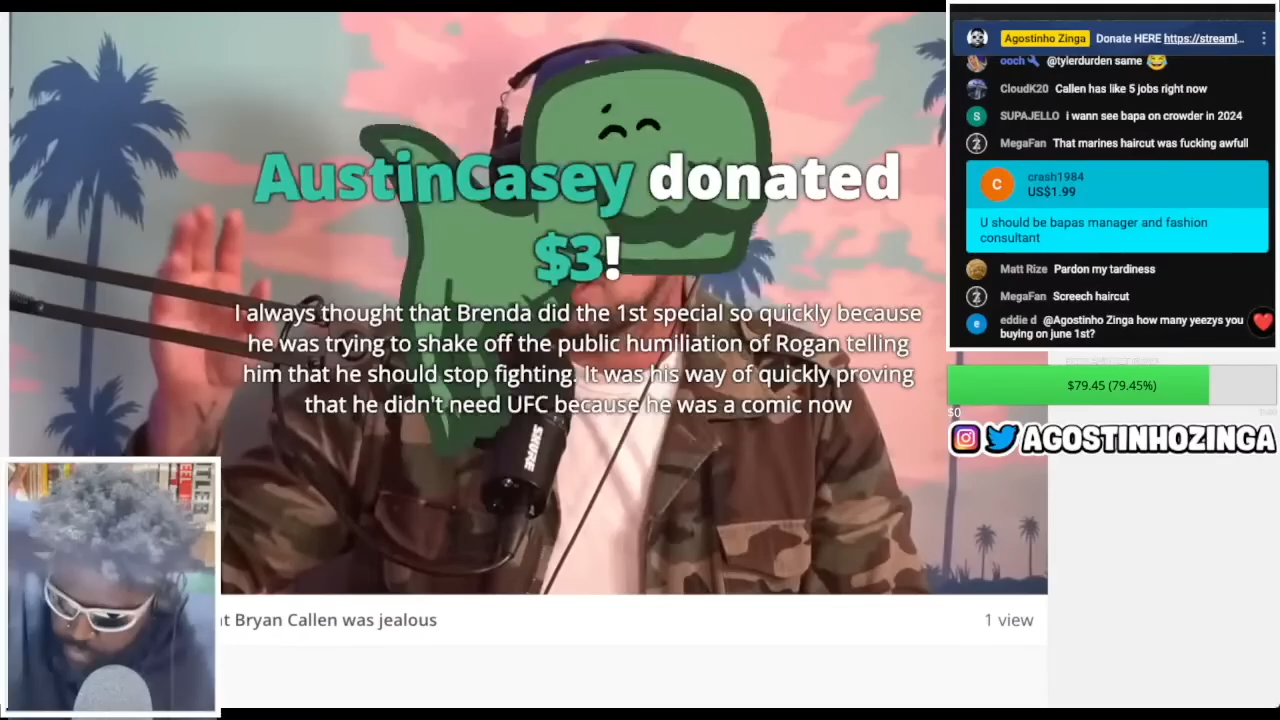 AustinCasey donated
$3!
I always thought that Brenda did the 1st special so quickly because
he was trying to shake off the public humiliation of Rogan telling
him that he should stop fighting. It was his way of quickly proving
that he didn't need UFC because he was a comic now
SHURE
t Bryan Callen was jealous
1 view
Agostinho Zinga Donate HERE https://streaml...
ooch @tylerdurden same
CloudK20 Callen has like 5 jobs right now
S SUPAJELLO i wann see bapa on crowder in 2024
MegaFan That marines haircut was fucking awfull
C crash1984
US$1.99
U should be bapas manager and fashion
consultant
Matt Rize Pardon my tardiness
MegaFan Screech haircut
e eddie d @Agostinho Zinga how many yeezys you
buying on june 1st?
$79.45 (79.45%)
$0
AGOSTINHOZINGA